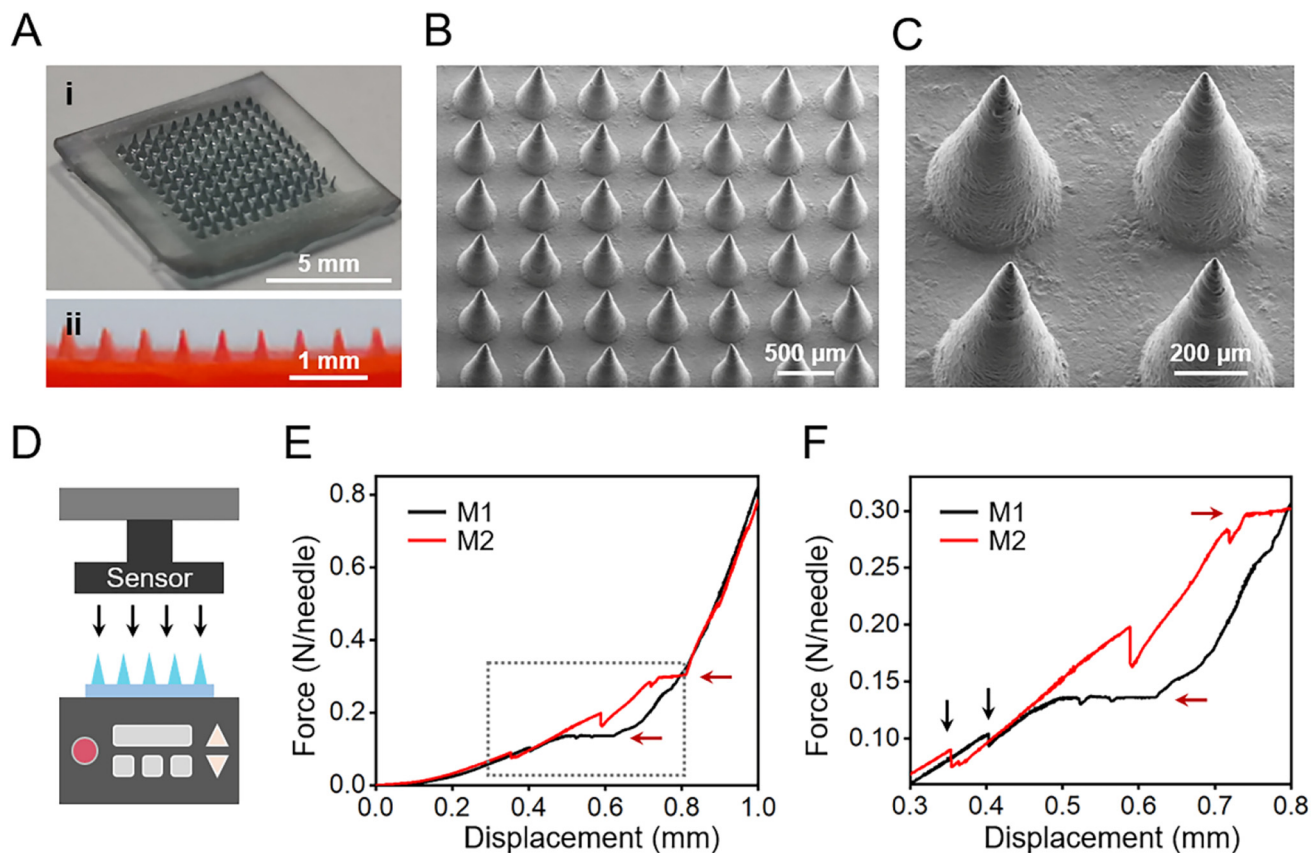 A
i
5 mm
ii
1 mm
B
500 µm
C
200 µm
D
Sensor
E
M1
M2
0.8
0.6
0.4
0.2
0.0
Force (N/needle)
0.0 0.2 0.4 0.6 0.8 1.0
Displacement (mm)
F
M1
M2
0.30
0.25
0.20
0.15
0.10
Force (N/needle)
0.3 0.4 0.5 0.6 0.7 0.8
Displacement (mm)